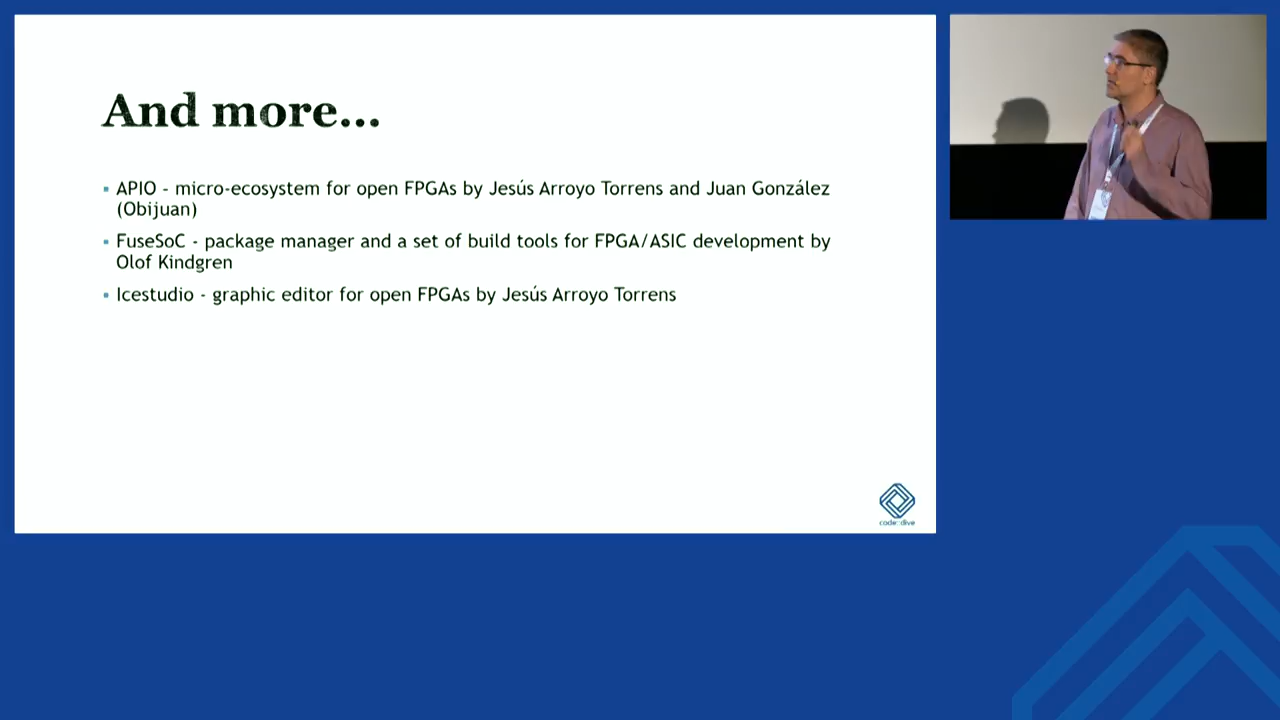 And more...
APIO – micro-ecosystem for open FPGAs by Jesús Arroyo Torrens and Juan González
(Obijuan)
FuseSoC - package manager and a set of build tools for FPGA/ASIC development by
Olof Kindgren
Icestudio - graphic editor for open FPGAs by Jesús Arroyo Torrens
code::dive